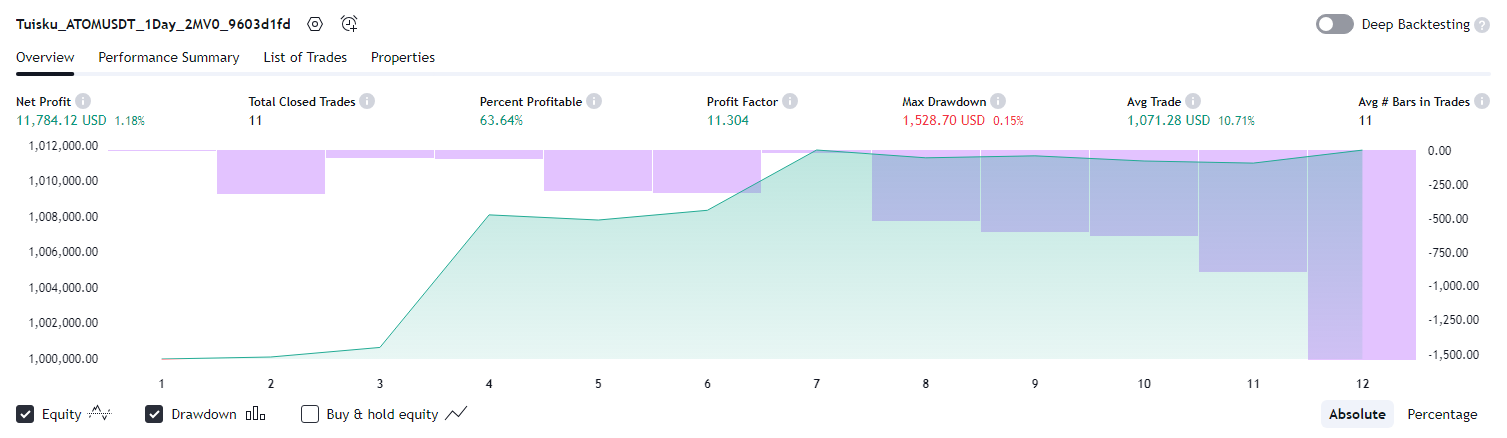 Tuisku_ATOMUSDT_1Day_2MV0_9603d1fd
Deep Backtesting
Overview Performance Summary List of Trades Properties
Net Profit Total Closed Trades Percent Profitable Profit Factor Max Drawdown Avg Trade Avg # Bars in Trades
11,784.12 USD 1.18% 11 63.64% 11.304 1,528.70 USD 0.15% 1,071.28 USD 10.71% 11
1,012,000.00 0.00
1,010,000.00 -250.00
1,008,000.00 -500.00
1,006,000.00 -750.00
1,004,000.00 -1,000.00
1,002,000.00 -1,250.00
1,000,000.00 -1,500.00
1 2 3 4 5 6 7 8 9 10 11 12
Equity Drawdown Buy & hold equity Absolute Percentage